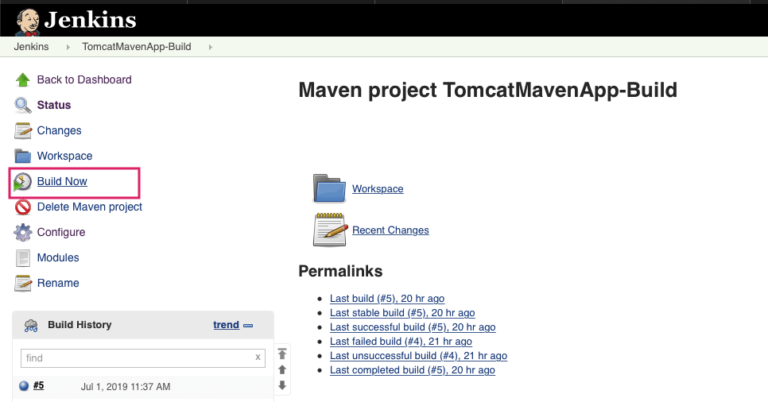 Jenkins
Jenkins TomcatMavenApp-Build
Back to Dashboard
Status
Changes
Workspace
Build Now
Delete Maven project
Configure
Modules
Rename
Build History trend
find x
#5 Jul 1, 2019 11:37 AM
Maven project TomcatMavenApp-Build
Workspace
Recent Changes
Permalinks
Last build (#5), 20 hr ago
Last stable build (#5), 20 hr ago
Last successful build (#5), 20 hr ago
Last failed build (#4), 21 hr ago
Last unsuccessful build (#4), 21 hr ago
Last completed build (#5), 20 hr ago